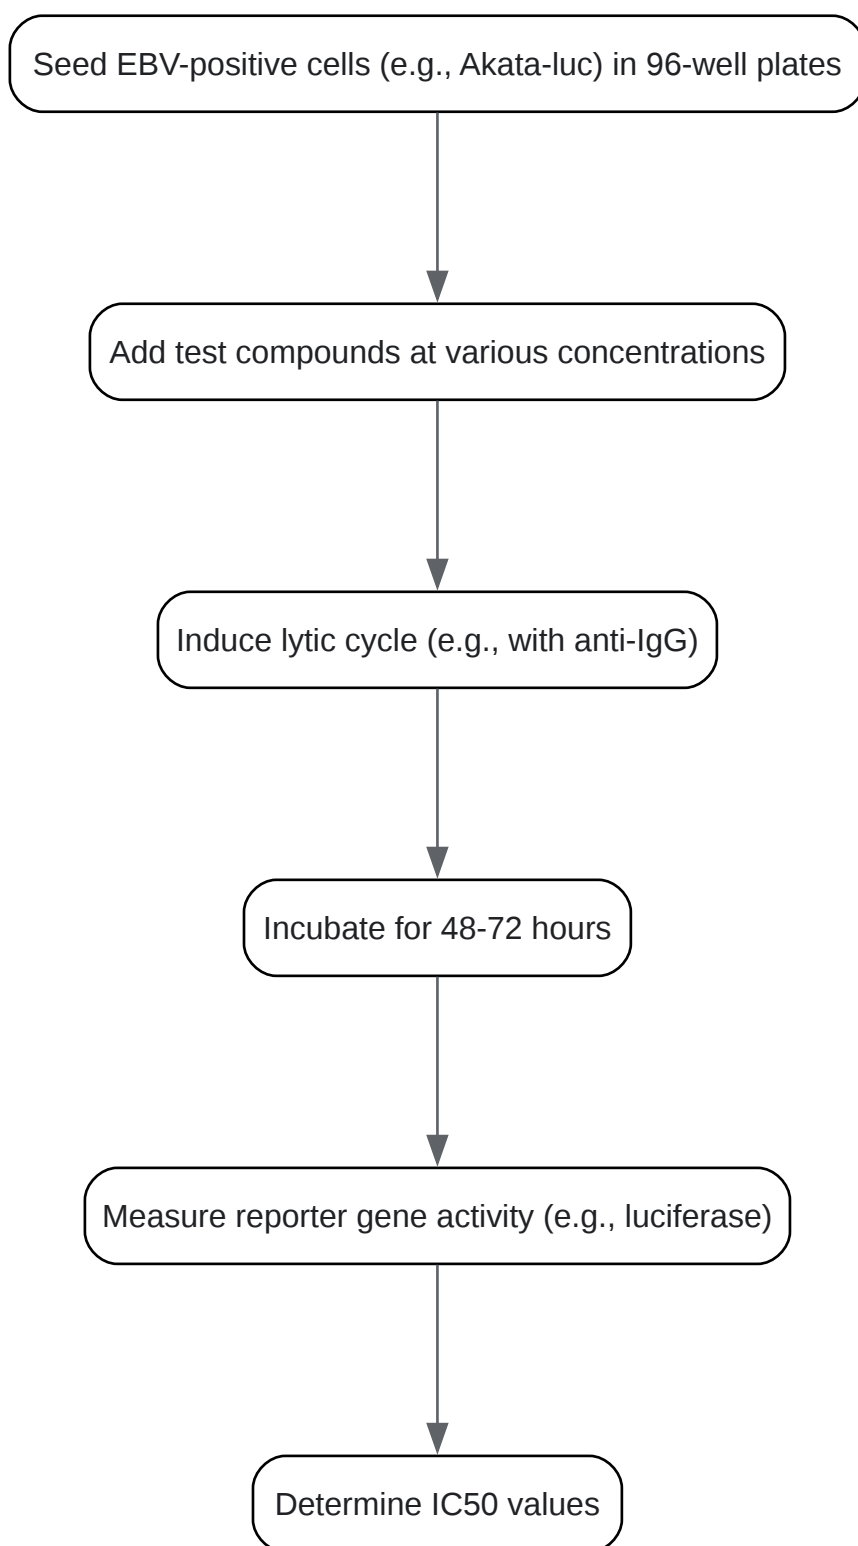 Seed EBV-positive cells (e.g., Akata-luc) in 96-well plates
Add test compounds at various concentrations
Induce lytic cycle (e.g., with anti-IgG)
Incubate for 48-72 hours
Measure reporter gene activity (e.g., luciferase)
Determine IC50 values